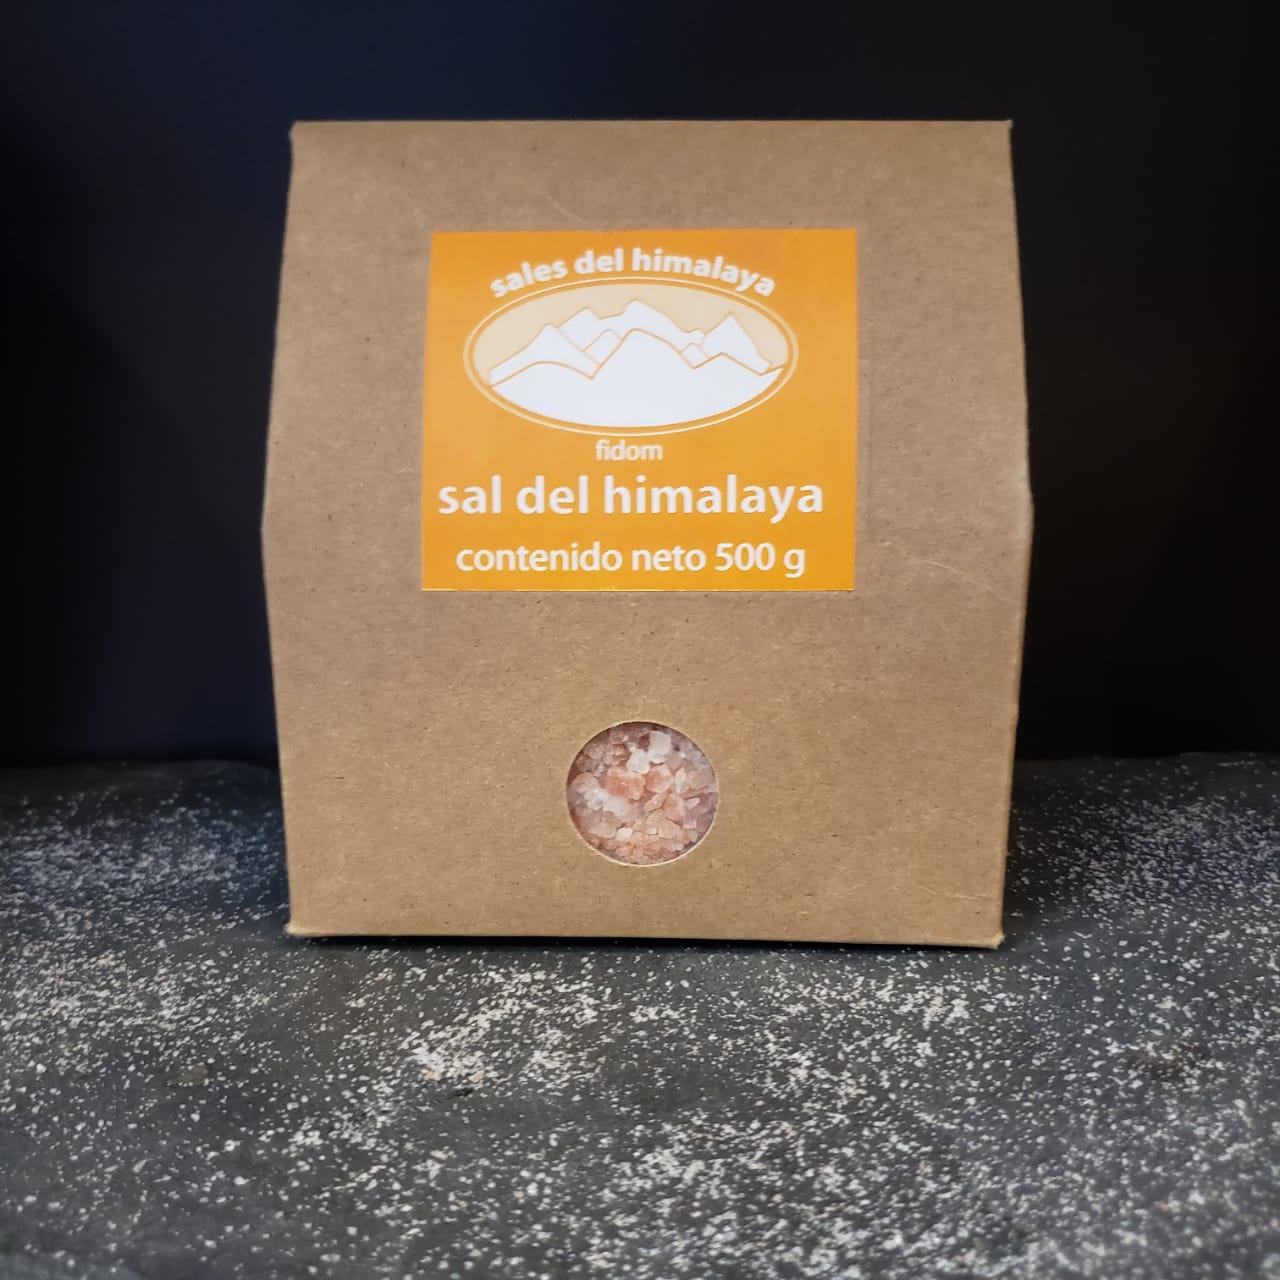 sales del himalaya
fidom
sal del himalaya
contenido neto 500 g